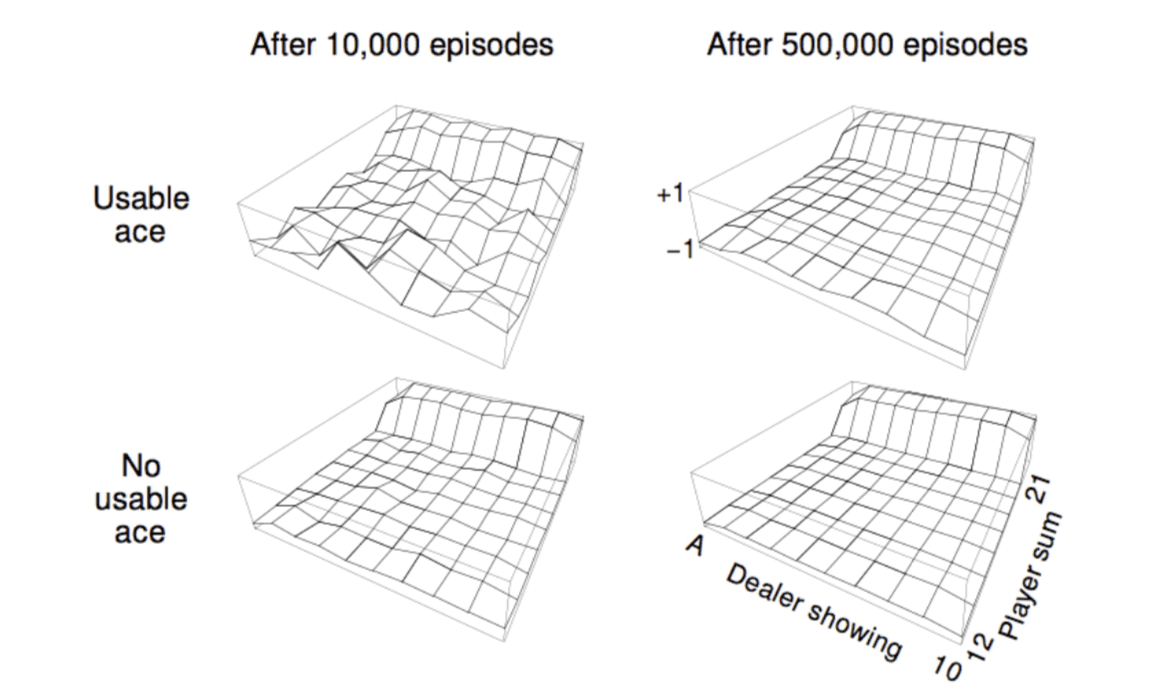 After 10,000 episodes
After 500,000 episodes
Usable
ace
+1
−1
No
usable
ace
A
Dealer showing
10
12
Player sum
21